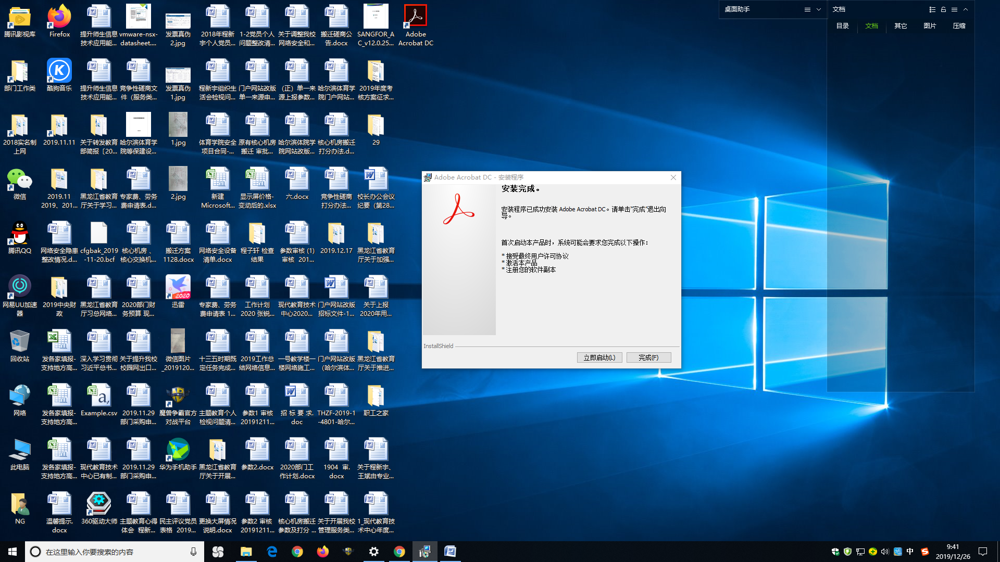 腾讯影视库
Firefox
提升师生信息
技术应用能...
vmware-nsx-
datasheet....
发票真伪
2.jpg
2018年程新
宇个人党员...
1-2党员个人
问题整改清...
关于调整我校
网络安全和...
搬迁磋商公
告.docx
SANGFOR_A
C_v12.0.25...
Adobe
Acrobat DC
部门工作类
酷狗音乐
提升师生信息
技术应用能...
竞争性磋商文
件（服务类...
发票真伪
1.jpg
程新宇组织生
活会检视问...
门户网站改版
单一来源申...
（正）单一来
源上报参数...
哈尔滨体育学
院门户网站...
2019年度考
核方案征求...
2018实名制
上网
2019.11.11
关于转发教育
部简报〔20...
哈尔滨体育学
院等保建设...
1.jpg
体育学院安全
项目合同-...
原有核心机房
搬迁 审批...
哈尔滨体院学
院网站改版...
核心机房搬迁
打分办法.d...
29
微信
2019.11
2019、201...
黑龙江省教育
厅关于学习...
专家费、劳务
费申请表.d...
2.jpg
新建
Microsoft...
显示屏价格-
变动后的.xlsx
六.docx
竞争性磋商
打分办法...
校长办公会议
纪要（第28...
腾讯QQ
网络安全隐患
整改情况.d...
cfgbak_2019
-11-20.bcf
核心机房 、
核心交换机...
搬迁方案
1128.docx
网络安全设备
清单.docx
程子轩 检查
结果
参数审核 (1)
审核 201...
2019.12.17
黑龙江省教育
厅关于加强...
网易UU加速
器
2019中央财
政
黑龙江省教育
厅习总网络...
2020部门财
务预算 现...
2020
迅雷
专家费、劳务
费申请表 1...
工作计划
2020 张锐...
现代教育技术
中心2020...
门户网站改版
招标文件-1...
关于上报
2020年用...
回收站
发各家填报-
支持地方高...
深入学习贯彻
习近平总书...
关于提升我校
校园网出口...
微信图片
_2019120...
十三五时期既
定任务完成...
2019工作总
结网络信息...
一号教学楼一
楼网络施工...
门户网站改版
（哈尔滨体...
黑龙江省教育
厅关于推进...
网络
发各家填报-
支持地方高...
Example.csv
2019.11.29
部门采购申...
魔兽争霸官方
对战平台
主题教育个人
检视问题清...
参数1 审核
20191211...
招 标 要 求.
doc
THZF-2019-1
-4801-哈尔...
职工之家
此电脑
发各家填报-
支持地方高...
现代教育技术
中心已有制...
2019.11.29
部门采购申...
华为手机助手
黑龙江省教育
厅关于开展...
参数2.docx
2020部门工
作计划.docx
1904 审.
docx
关于程新宇、
王斌由专业...
NG
温馨提示.
docx
360驱动大师
主题教育心得
体会 程新...
民主评议党员
表格 2019...
更换大屏情况
说明.docx
参数2 审核
20191211...
核心机房搬迁
参数及打分 ...
关于开展我校
管理服务类...
1_现代教育技
术中心年度...
桌面助手
文档
目录 文档 其它 图片 压缩
Adobe Acrobat DC - 安装程序
安装完成。
安装程序已成功安装 Adobe Acrobat DC。请单击"完成"退出向
导。
首次启动本产品时，系统可能会要求您完成以下操作：
* 接受最终用户许可协议
* 激活本产品
* 注册您的软件副本
InstallShield
立即启动(L) 完成(F)
在这里输入你要搜索的内容
中
9:41
2019/12/26